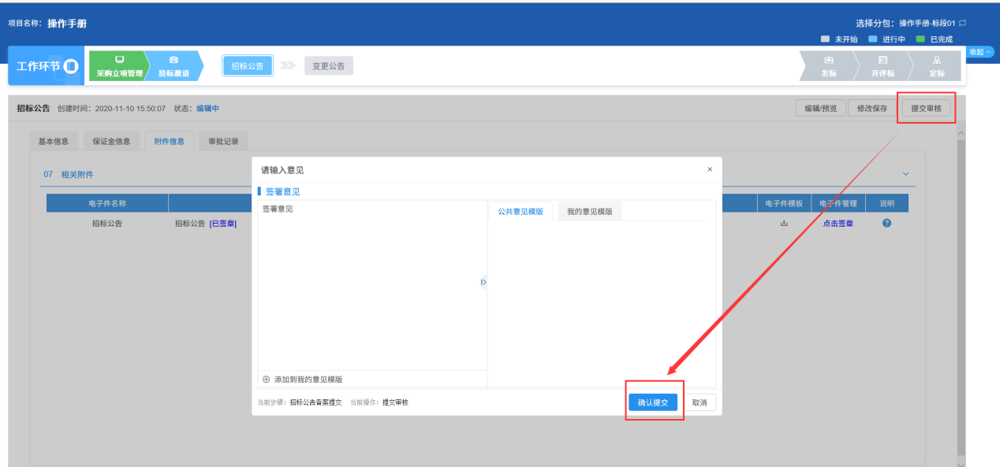 项目名称: 操作手册
选择分包: 操作手册-标段01
未开始 进行中 已完成
收起
工作环节
采购立项管理
投标邀请
招标公告
变更公告
发标
开评标
定标
招标公告 创建时间: 2020-11-10 15:50:07 状态: 编辑中
编辑/预览 修改保存 提交审核
基本信息 保证金信息 附件信息 审批记录
07 相关附件
电子件名称 电子件模板 电子件管理 说明
招标公告 招标公告 [已签章] 点击签章 ?
请输入意见 ×
签署意见
签署意见
公共意见模版 我的意见模版
添加到我的意见模版
当前步骤: 招标公告备案提交 当前操作: 提交审核
确认提交 取消